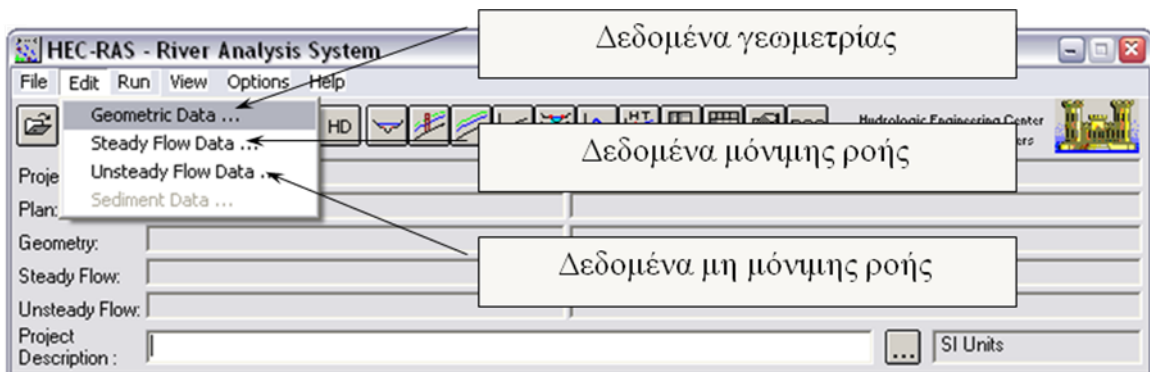 HEC-RAS - River Analysis System
Δεδομένα γεωμετρίας
File Edit Run View Options Help
Geometric Data ...
HD
Hydrologic Engineering Center
Steady Flow Data ...
Δεδομένα μόνιμης ροής
Unsteady Flow Data ...
Sediment Data ...
Plan:
Geometry:
Δεδομένα μη μόνιμης ροής
Steady Flow:
Unsteady Flow:
Project
Description :
...
SI Units